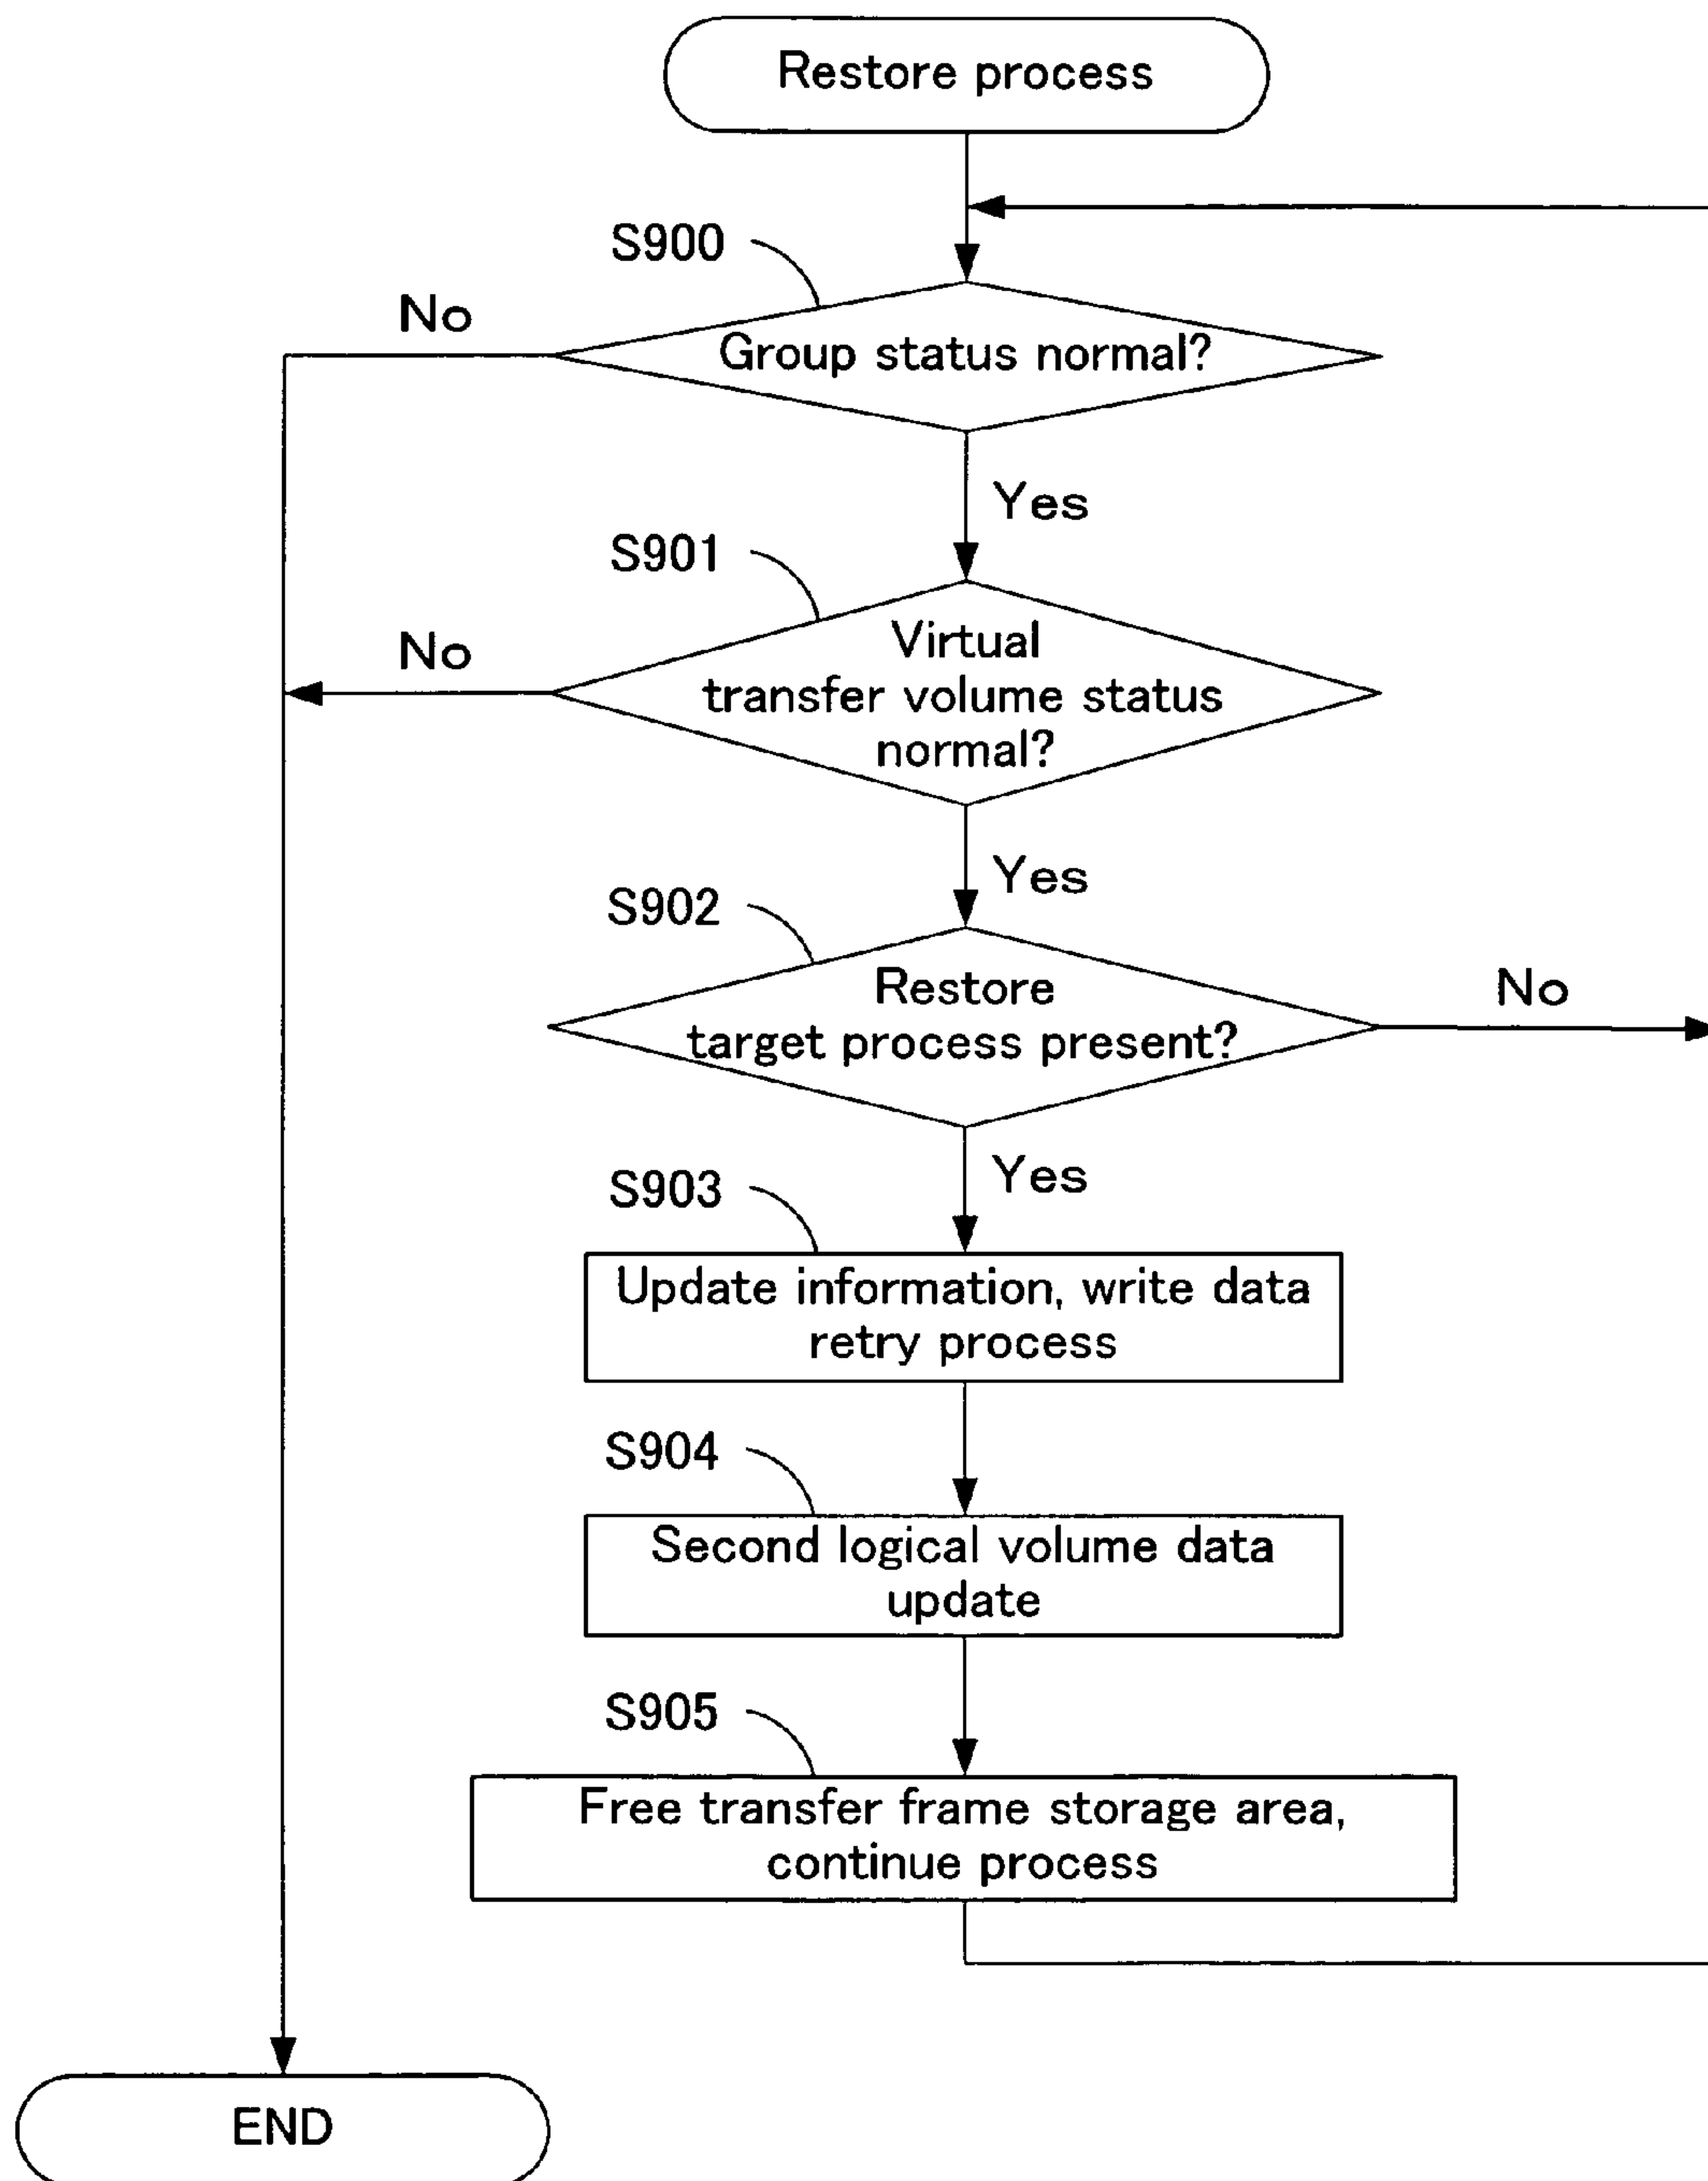 Restore process
S900
No
Group status normal?
Yes
S901
No
Virtual
transfer volume status
normal?
Yes
S902
Restore
target process present?
No
Yes
S903
Update information, write data
retry process
S904
Second logical volume data
update
S905
Free transfer frame storage area,
continue process
END